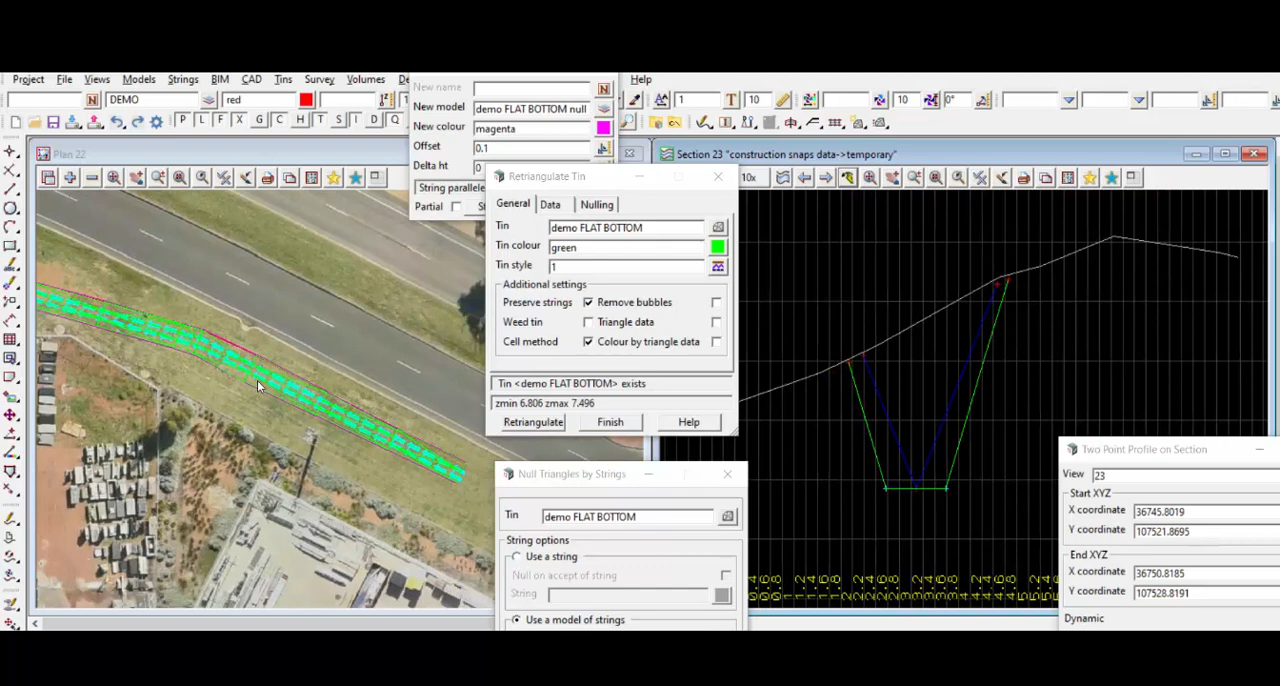 Project File Views Models Strings BIM CAD Tins Survey Volumes Help
New name
New model demo FLAT BOTTOM null
New colour magenta
Offset 0.1
Delta ht 0
String parallel
Partial
DEMO red 1 10 10 0°
P L F X G C H T S I D Q
Plan 22
Retriangulate Tin
General Data Nulling
Tin demo FLAT BOTTOM
Tin colour green
Tin style 1
Additional settings
Preserve strings Remove bubbles
Weed tin Triangle data
Cell method Colour by triangle data
Tin <demo FLAT BOTTOM> exists
zmin 6.806 zmax 7.496
Retriangulate Finish Help
Null Triangles by Strings
Tin demo FLAT BOTTOM
String options
Use a string
Null on accept of string
String
Use a model of strings
Section 23 "construction snaps data->temporary"
10x
Two Point Profile on Section
View 23
Start XYZ
X coordinate 36745.8019
Y coordinate 107521.8695
End XYZ
X coordinate 36750.8185
Y coordinate 107528.8191
Dynamic